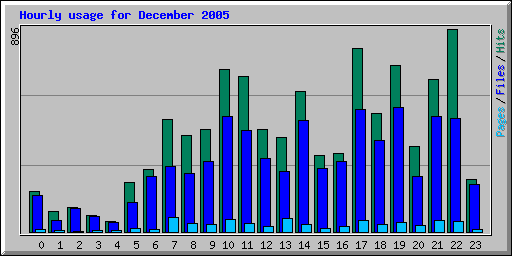 Hourly usage for December 2005
896
Pages / Files / Hits
0 1 2 3 4 5 6 7 8 9 10 11 12 13 14 15 16 17 18 19 20 21 22 23